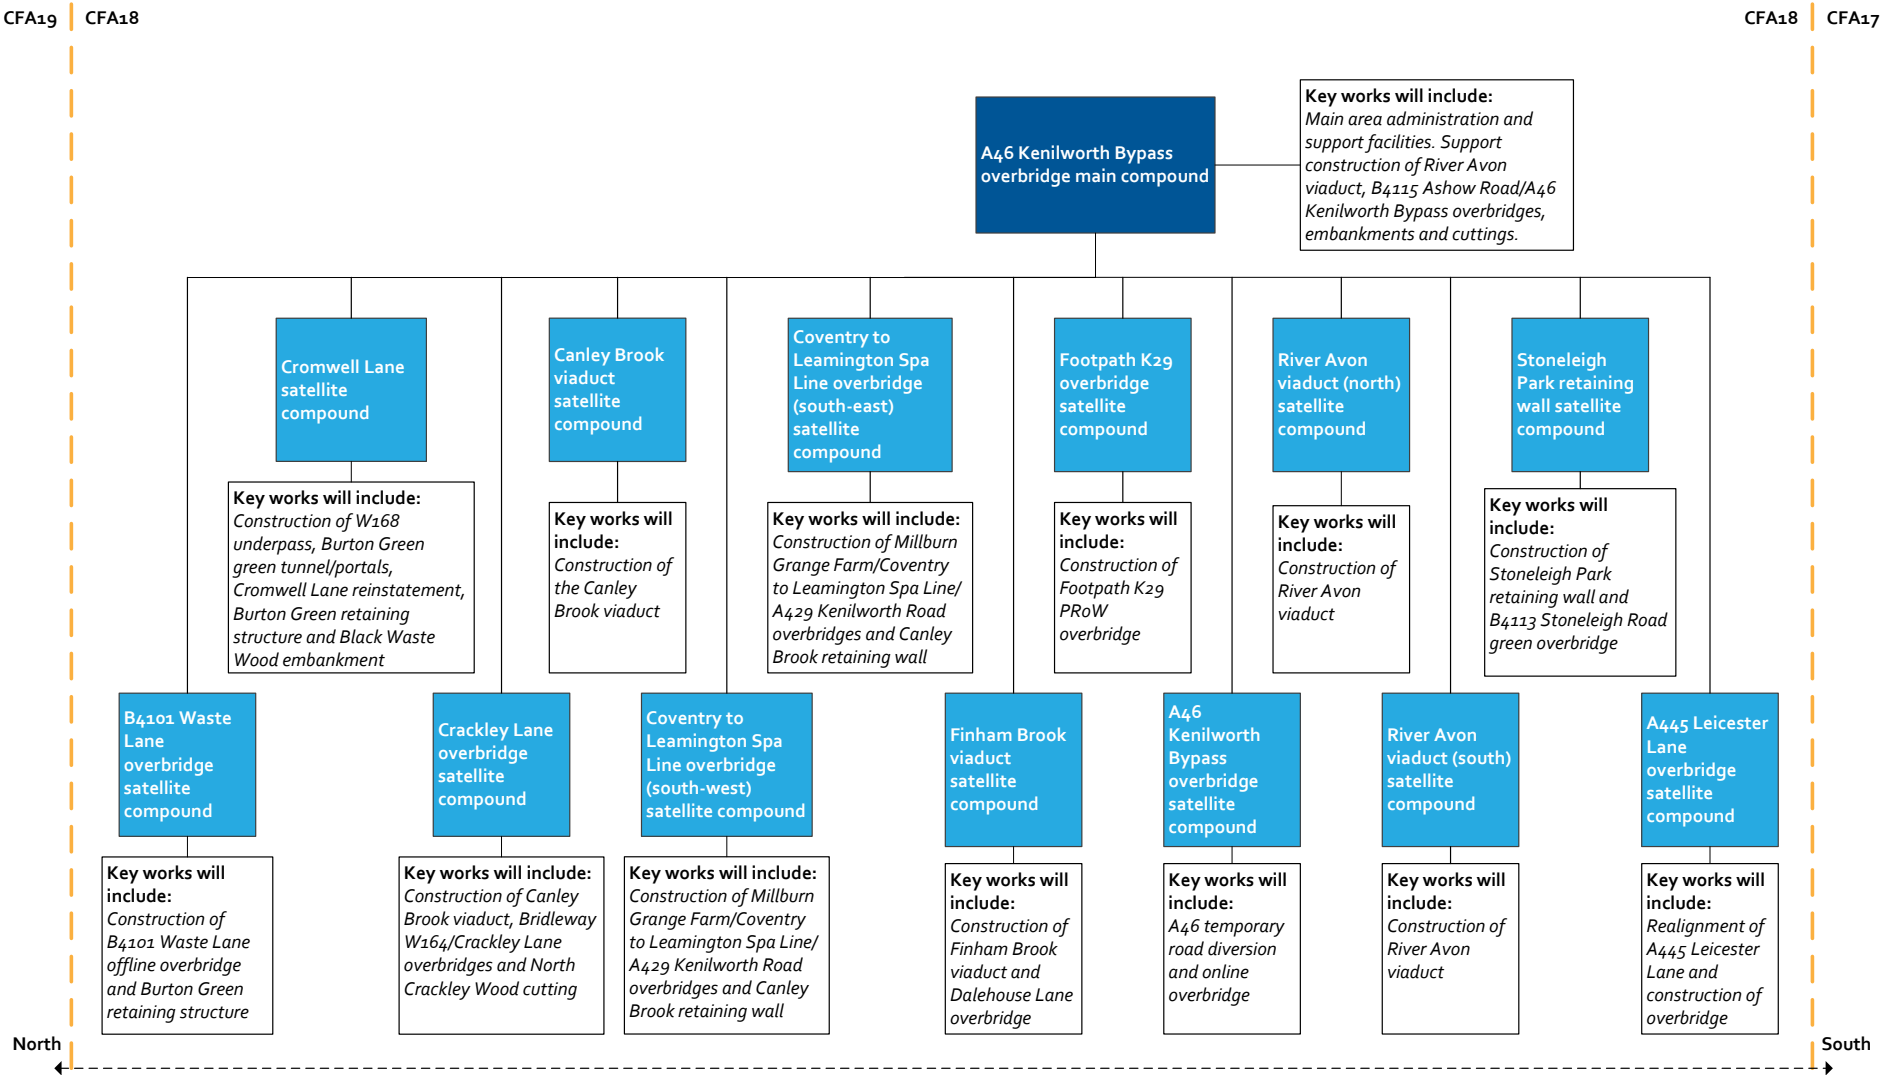 CFA19
CFA18
CFA18
CFA17
A46 Kenilworth Bypass
overbridge main compound
Key works will include:
Main area administration and
support facilities. Support
construction of River Avon
viaduct, B4115 Ashow Road/A46
Kenilworth Bypass overbridges,
embankments and cuttings.
Cromwell Lane
satellite
compound
Key works will include:
Construction of W168
underpass, Burton Green
green tunnel/portals,
Cromwell Lane reinstatement,
Burton Green retaining
structure and Black Waste
Wood embankment
Canley Brook
viaduct
satellite
compound
Key works will
include:
Construction of
the Canley
Brook viaduct
Coventry to
Leamington Spa
Line overbridge
(south-east)
satellite
compound
Key works will include:
Construction of Millburn
Grange Farm/Coventry
to Leamington Spa Line/
A429 Kenilworth Road
overbridges and Canley
Brook retaining wall
Footpath K29
overbridge
satellite
compound
Key works will
include:
Construction of
Footpath K29
PRoW
overbridge
River Avon
viaduct (north)
satellite
compound
Key works will
include:
Construction of
River Avon
viaduct
Stoneleigh
Park retaining
wall satellite
compound
Key works will
include:
Construction of
Stoneleigh Park
retaining wall and
B4113 Stoneleigh Road
green overbridge
B4101 Waste
Lane
overbridge
satellite
compound
Key works will
include:
Construction of
B4101 Waste Lane
offline overbridge
and Burton Green
retaining structure
Crackley Lane
overbridge
satellite
compound
Key works will include:
Construction of Canley
Brook viaduct, Bridleway
W164/Crackley Lane
overbridges and North
Crackley Wood cutting
Coventry to
Leamington Spa
Line overbridge
(south-west)
satellite compound
Key works will include:
Construction of Millburn
Grange Farm/Coventry
to Leamington Spa Line/
A429 Kenilworth Road
overbridges and Canley
Brook retaining wall
Finham Brook
viaduct
satellite
compound
Key works will
include:
Construction of
Finham Brook
viaduct and
Dalehouse Lane
overbridge
A46
Kenilworth
Bypass
overbridge
satellite
compound
Key works will
include:
A46 temporary
road diversion
and online
overbridge
River Avon
viaduct (south)
satellite
compound
Key works will
include:
Construction of
River Avon
viaduct
A445 Leicester
Lane
overbridge
satellite
compound
Key works will
include:
Realignment of
A445 Leicester
Lane and
construction of
overbridge
North
South